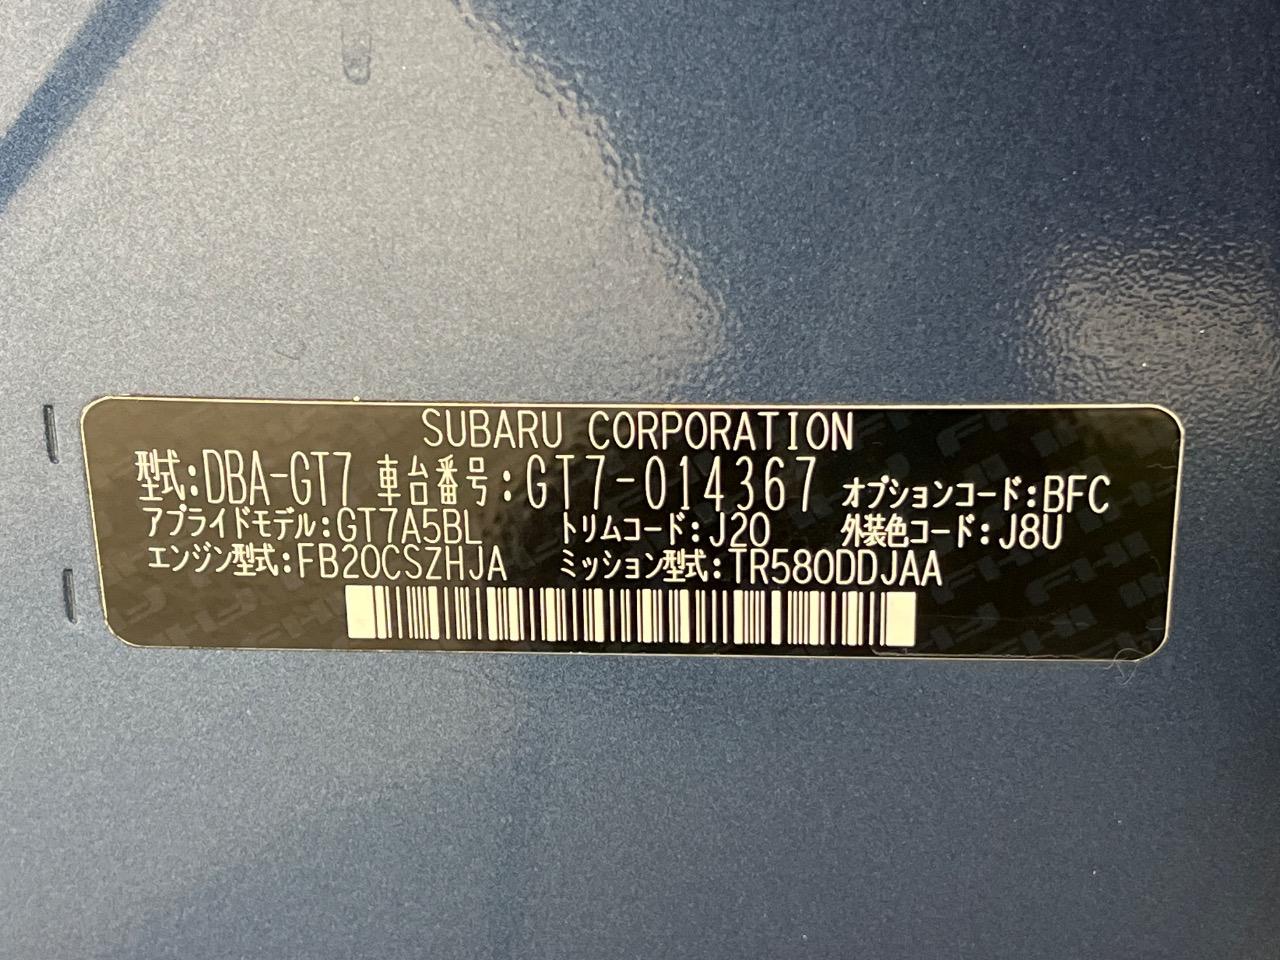 SUBARU CORPORATION
型式:DBA-GT7 車台番号:GT7-014367 オプションコード:BFC
アプライドモデル:GT7A5BL トリムコード:J20 外装色コード:J8U
エンジン型式:FB20CSZHJA ミッション型式:TR580DDJAA